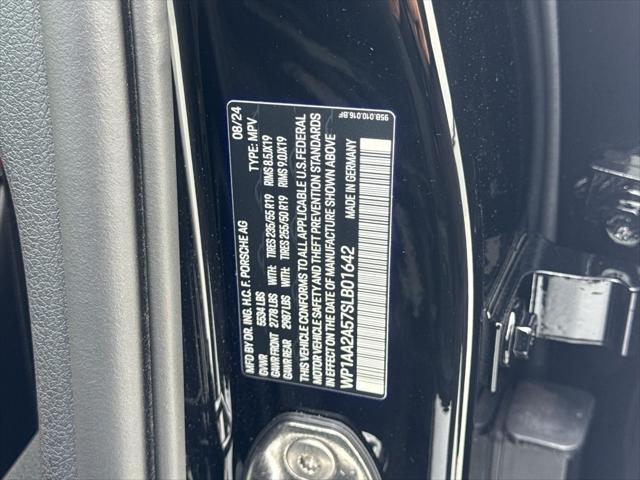 MFD BY DR. ING. H.C. F. PORSCHE AG 08/24
GVWR 5534 LBS TYPE: MPV
GAWR FRONT 2778 LBS WITH: TIRES 235/55 R19 RIMS 8.5JX19
GAWR REAR 2987 LBS WITH: TIRES 255/50 R19 RIMS 9.0JX19
THIS VEHICLE CONFORMS TO ALL APPLICABLE U.S. FEDERAL
MOTOR VEHICLE SAFETY AND THEFT PREVENTION STANDARDS
IN EFFECT ON THE DATE OF MANUFACTURE SHOWN ABOVE
WP1AA2A57SLB01642 MADE IN GERMANY
95B.010.016.BF